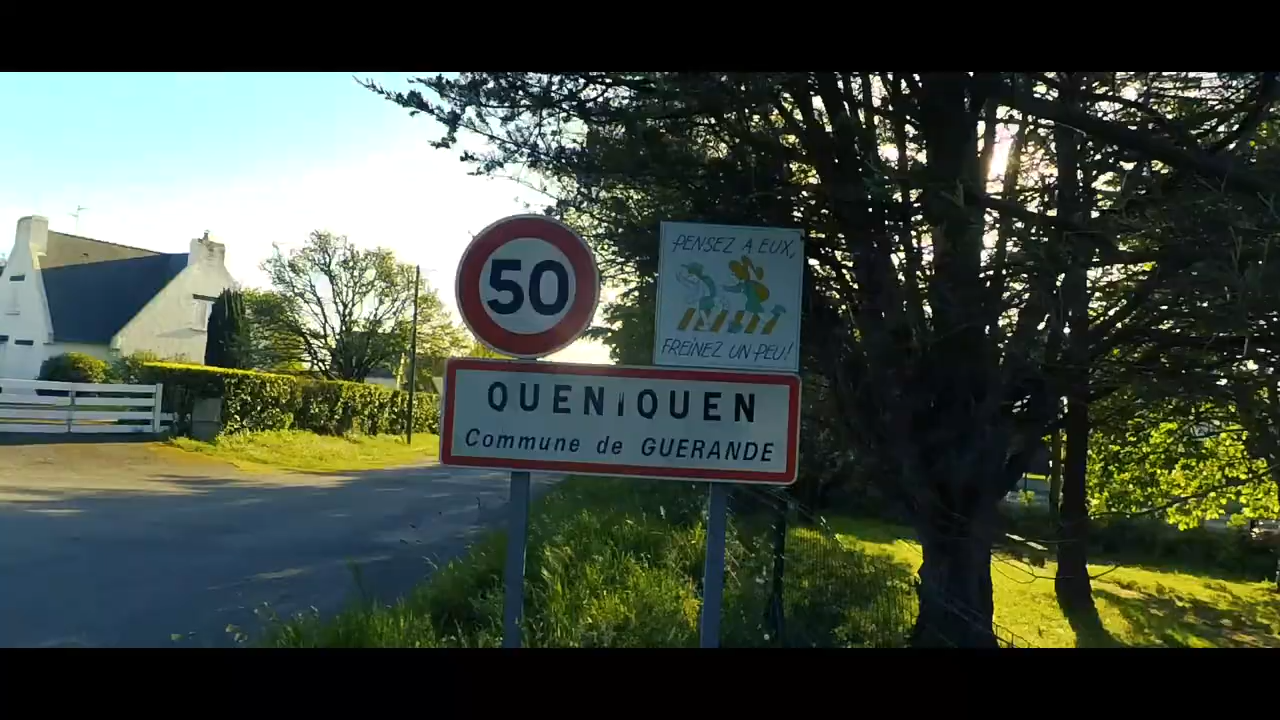 50
PENSEZ A EUX,
FREINEZ UN PEU!
QUENIQUEN
Commune de GUERANDE